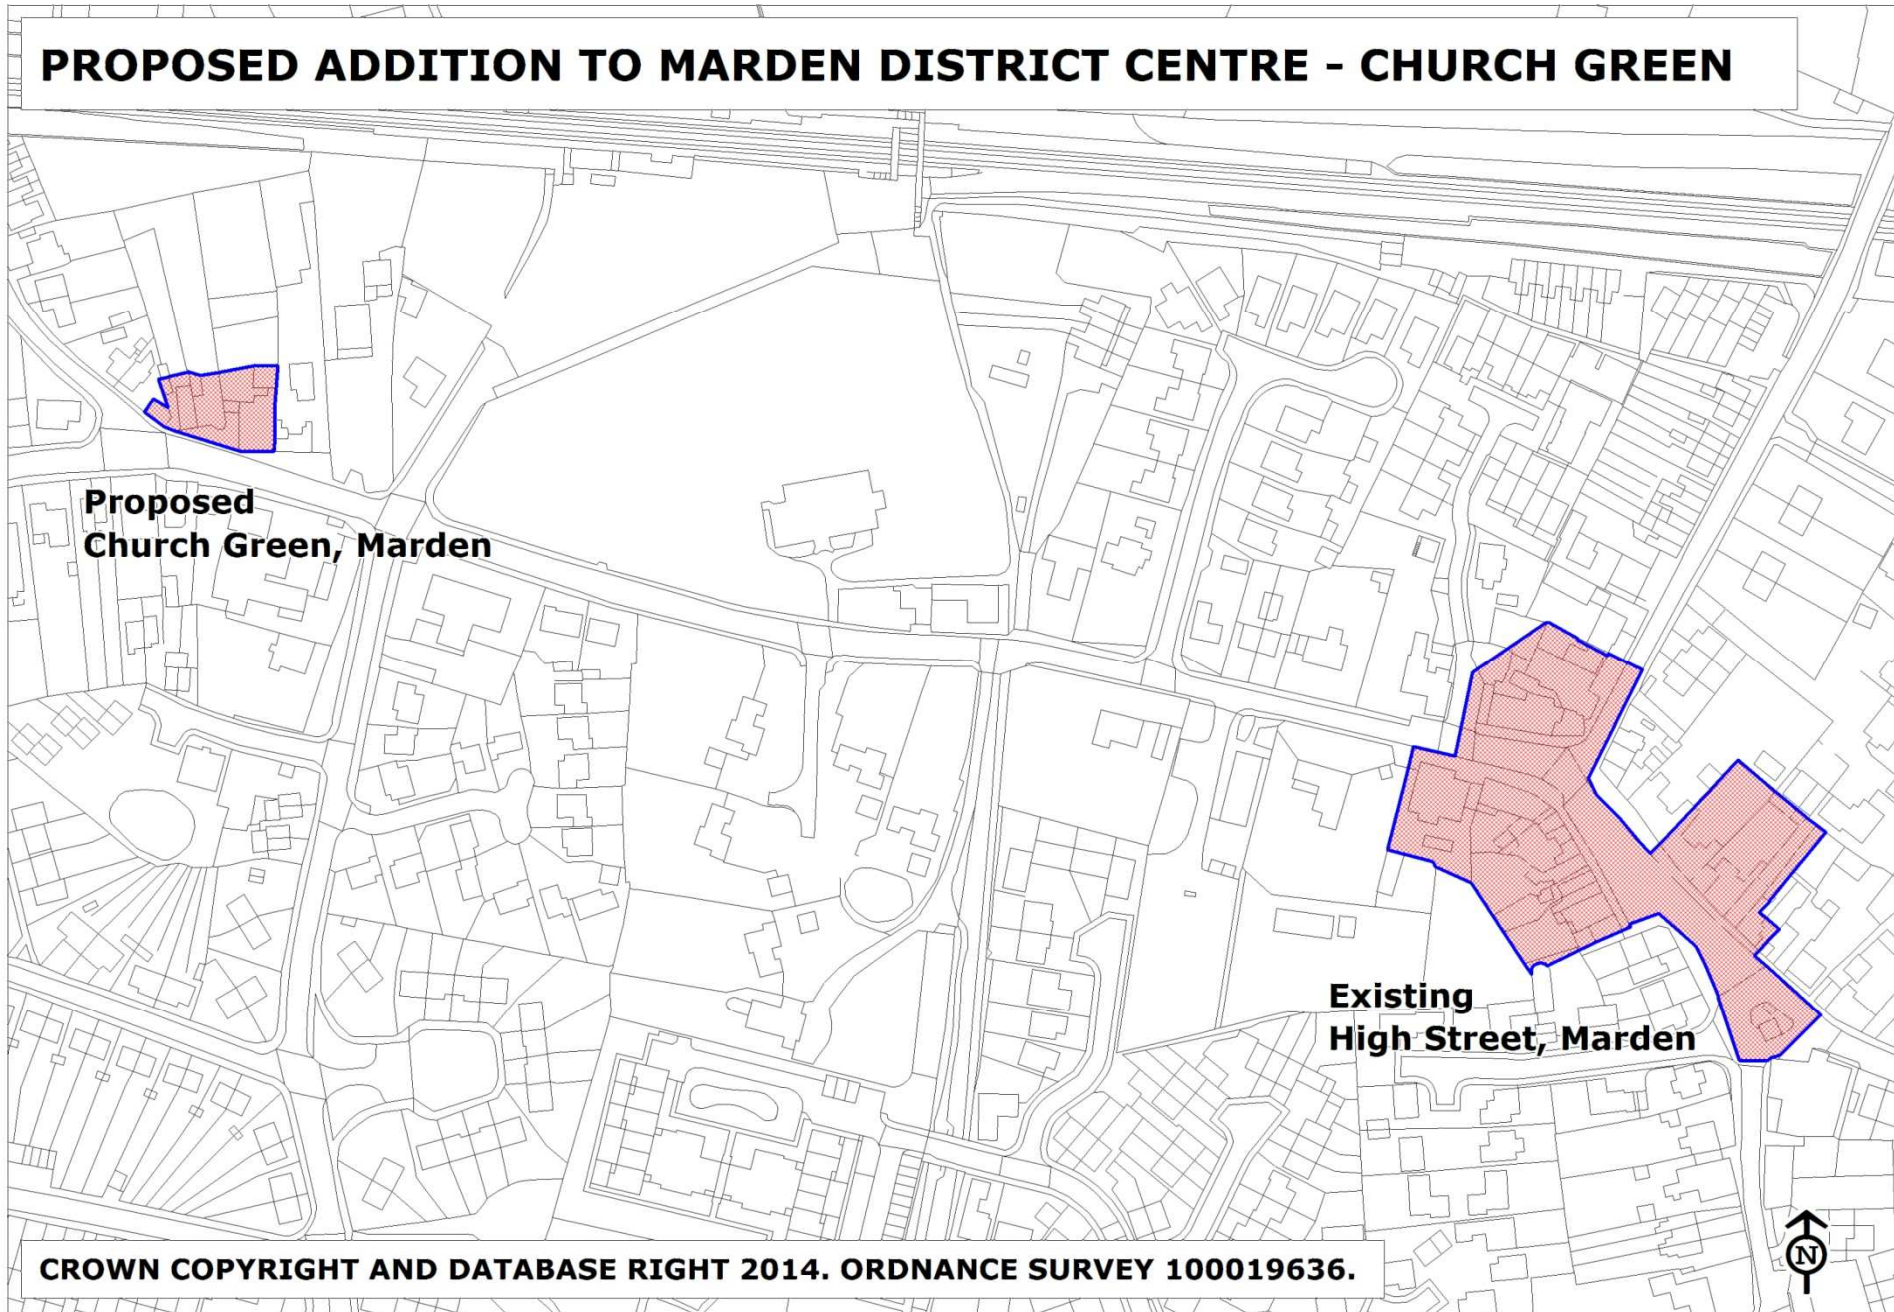 PROPOSED ADDITION TO MARDEN DISTRICT CENTRE - CHURCH GREEN
Proposed
Church Green, Marden
Existing
High Street, Marden
N
CROWN COPYRIGHT AND DATABASE RIGHT 2014. ORDNANCE SURVEY 100019636.